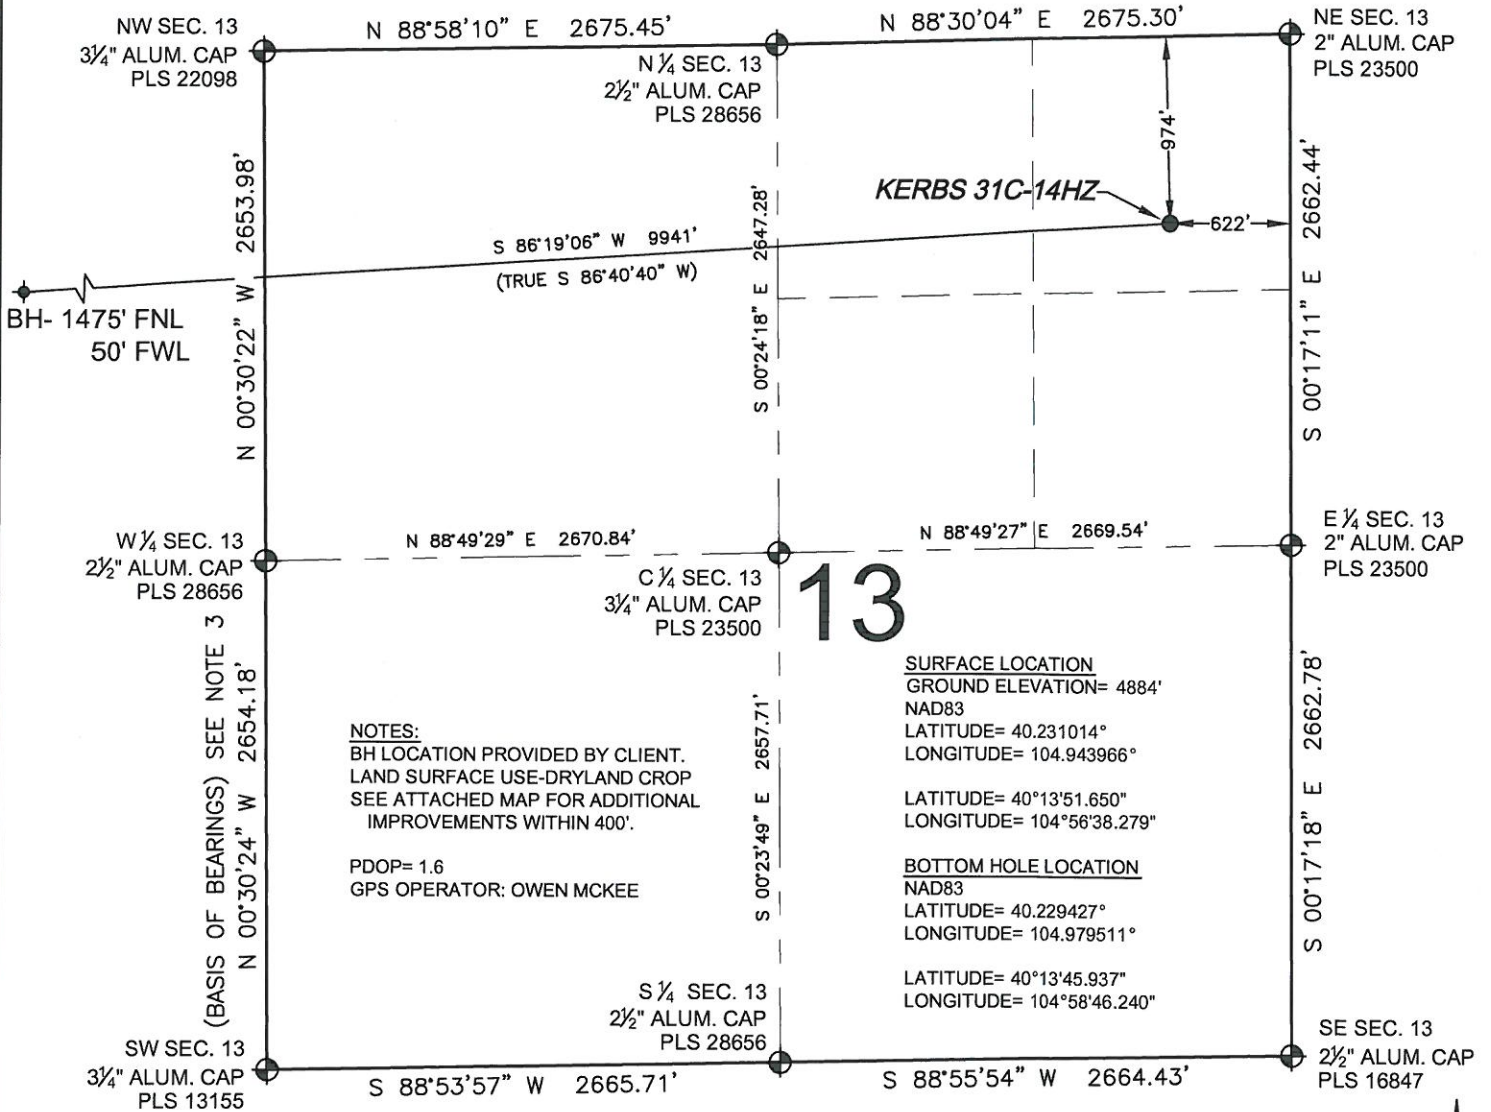 NW SEC. 13
3¼" ALUM. CAP
PLS 22098
N 88°58'10" E 2675.45'
N ¼ SEC. 13
2½" ALUM. CAP
PLS 28656
N 88°30'04" E 2675.30'
NE SEC. 13
2" ALUM. CAP
PLS 23500
974'
KERBS 31C-14HZ
622'
N 00°30'22" W 2653.98'
S 00°24'18" E 2647.28'
S 00°17'11" E 2662.44'
S 86°19'06" W 9941'
(TRUE S 86°40'40" W)
BH- 1475' FNL
50' FWL
W ¼ SEC. 13
2½" ALUM. CAP
PLS 28656
N 88°49'29" E 2670.84'
C ¼ SEC. 13
3¼" ALUM. CAP
PLS 23500
N 88°49'27" E 2669.54'
E ¼ SEC. 13
2" ALUM. CAP
PLS 23500
13
(BASIS OF BEARINGS) SEE NOTE 3
N 00°30'24" W 2654.18'
NOTES:
BH LOCATION PROVIDED BY CLIENT.
LAND SURFACE USE-DRYLAND CROP
SEE ATTACHED MAP FOR ADDITIONAL
IMPROVEMENTS WITHIN 400'.
PDOP= 1.6
GPS OPERATOR: OWEN MCKEE
S 00°23'49" E 2657.71'
SURFACE LOCATION
GROUND ELEVATION= 4884'
NAD83
LATITUDE= 40.231014°
LONGITUDE= 104.943966°
LATITUDE= 40°13'51.650"
LONGITUDE= 104°56'38.279"
BOTTOM HOLE LOCATION
NAD83
LATITUDE= 40.229427°
LONGITUDE= 104.979511°
LATITUDE= 40°13'45.937"
LONGITUDE= 104°58'46.240"
S 00°17'18" E 2662.78'
SW SEC. 13
3¼" ALUM. CAP
PLS 13155
S 88°53'57" W 2665.71'
S ¼ SEC. 13
2½" ALUM. CAP
PLS 28656
S 88°55'54" W 2664.43'
SE SEC. 13
2½" ALUM. CAP
PLS 16847